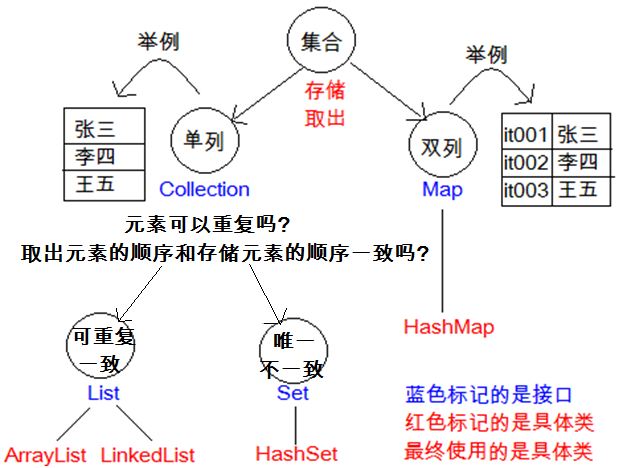 集合
存储
取出
举例
张三
李四
王五
单列
Collection
举例
双列
Map
it001 张三
it002 李四
it003 王五
HashMap
元素可以重复吗?
取出元素的顺序和存储元素的顺序一致吗?
可重复
一致
List
ArrayList
LinkedList
唯一
不一致
Set
HashSet
蓝色标记的是接口
红色标记的是具体类
最终使用的是具体类